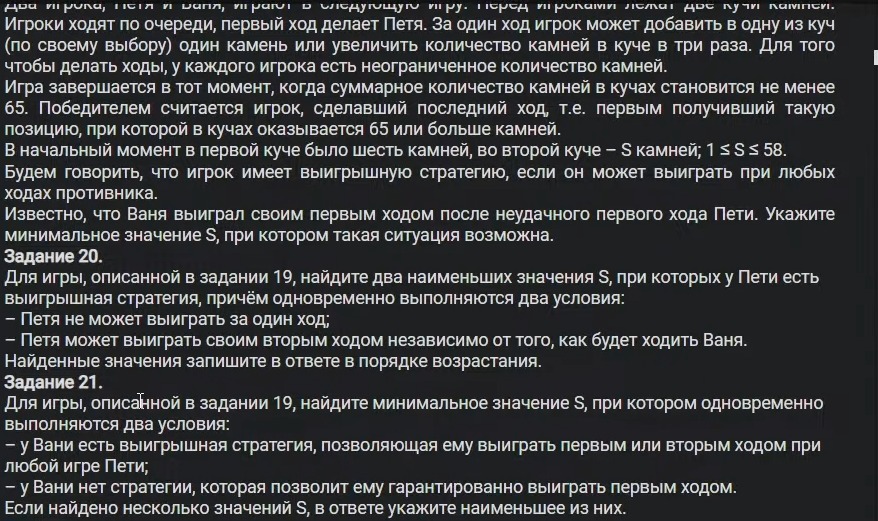 Два игрока, Петя и Ваня, играют в следующую игру. Перед игроками лежат две кучи камней.
Игроки ходят по очереди, первый ход делает Петя. За один ход игрок может добавить в одну из куч
(по своему выбору) один камень или увеличить количество камней в куче в три раза. Для того
чтобы делать ходы, у каждого игрока есть неограниченное количество камней.
Игра завершается в тот момент, когда суммарное количество камней в кучах становится не менее
65. Победителем считается игрок, сделавший последний ход, т.е. первым получивший такую
позицию, при которой в кучах оказывается 65 или больше камней.
В начальный момент в первой куче было шесть камней, во второй куче – S камней; 1 ≤ S ≤ 58.
Будем говорить, что игрок имеет выигрышную стратегию, если он может выиграть при любых
ходах противника.
Известно, что Ваня выиграл своим первым ходом после неудачного первого хода Пети. Укажите
минимальное значение S, при котором такая ситуация возможна.
Задание 20.
Для игры, описанной в задании 19, найдите два наименьших значения S, при которых у Пети есть
выигрышная стратегия, причём одновременно выполняются два условия:
– Петя не может выиграть за один ход;
– Петя может выиграть своим вторым ходом независимо от того, как будет ходить Ваня.
Найденные значения запишите в ответе в порядке возрастания.
Задание 21.
Для игры, описанной в задании 19, найдите минимальное значение S, при котором одновременно
выполняются два условия:
– у Вани есть выигрышная стратегия, позволяющая ему выиграть первым или вторым ходом при
любой игре Пети;
– у Вани нет стратегии, которая позволит ему гарантированно выиграть первым ходом.
Если найдено несколько значений S, в ответе укажите наименьшее из них.